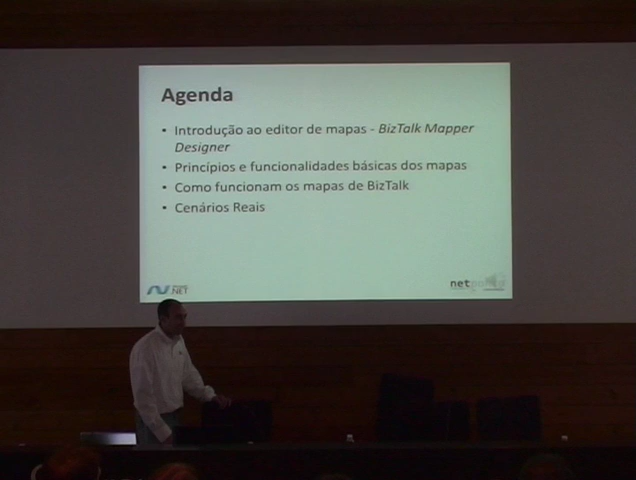 Agenda
• Introdução ao editor de mapas - BizTalk Mapper
Designer
• Princípios e funcionalidades básicas dos mapas
• Como funcionam os mapas de BizTalk
• Cenários Reais
.NET
net